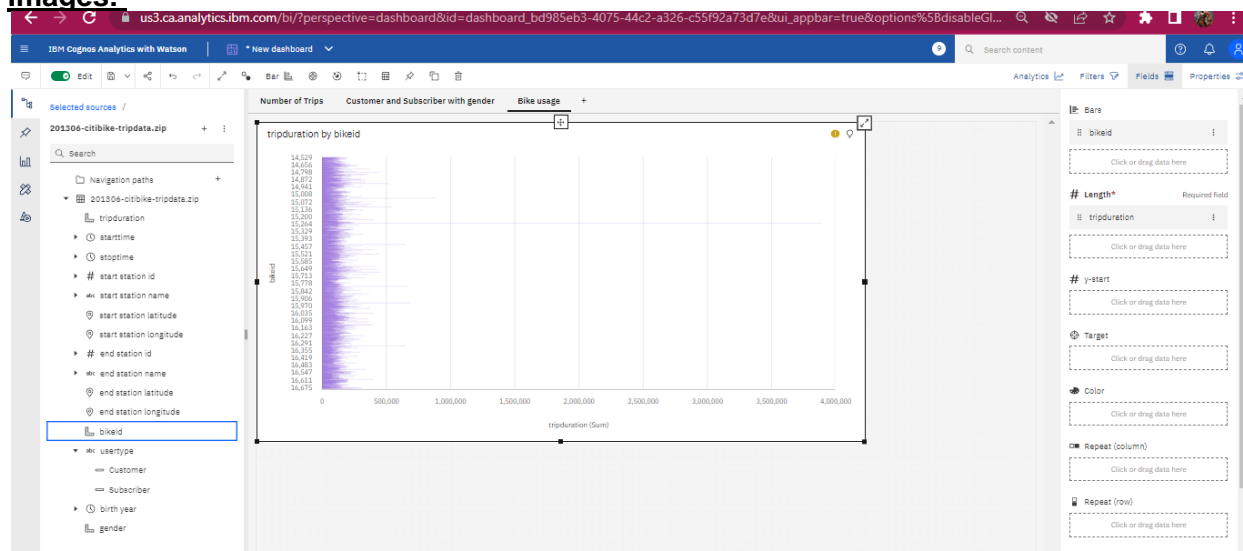 Images:
us3.ca.analytics.ibm.com/bi/?perspective=dashboard&id=dashboard_bd985eb3-4075-44c2-a326-c55f92a73d7e&ui_appbar=true&options%5BdisableGl...
IBM Cognos Analytics with Watson
* New dashboard
9
Search content
Edit
Bar
Analytics
Filters
Fields
Properties
Selected sources /
201306-citibike-tripdata.zip
Search
Navigation paths
201306-citibike-tripdata.zip
tripduration
starttime
stoptime
# start station id
abc start station name
start station latitude
start station longitude
# end station id
abc end station name
end station latitude
end station longitude
bikeid
abc usertype
Customer
Subscriber
birth year
gender
Number of Trips
Customer and Subscriber with gender
Bike usage
+
tripduration by bikeid
14,529
14,656
14,798
14,872
14,941
15,008
15,072
15,136
15,200
15,264
15,329
15,393
15,457
15,521
15,585
15,649
15,713
15,778
15,842
15,906
15,970
16,035
16,099
16,163
16,227
16,291
16,355
16,419
16,483
16,547
16,611
16,675
bikeid
0 500,000 1,000,000 1,500,000 2,000,000 2,500,000 3,000,000 3,500,000 4,000,000
tripduration (Sum)
Bars
bikeid
Click or drag data here
# Length* Required field
tripduration
Click or drag data here
# y-start
Click or drag data here
Target
Click or drag data here
Color
Click or drag data here
Repeat (column)
Click or drag data here
Repeat (row)
Click or drag data here